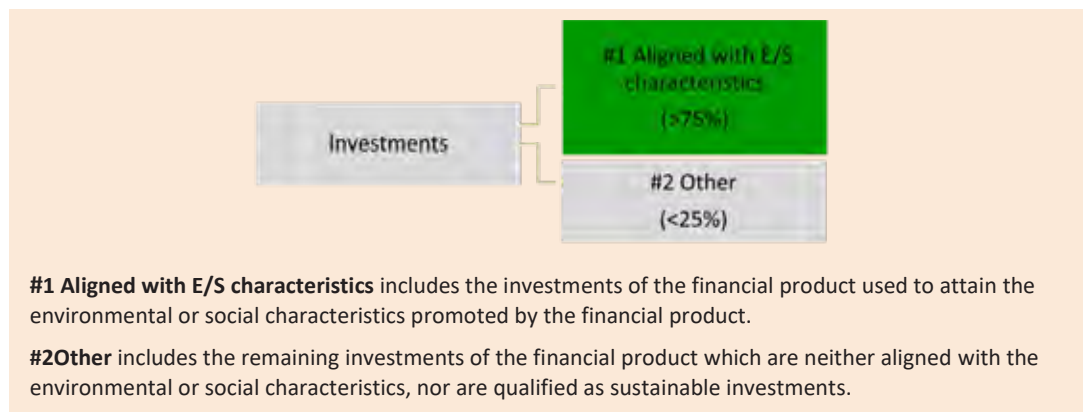 #1 Aligned with E/S
characteristics
(>75%)
Investments
#2 Other
(<25%)
#1 Aligned with E/S characteristics includes the investments of the financial product used to attain the
environmental or social characteristics promoted by the financial product.
#2Other includes the remaining investments of the financial product which are neither aligned with the
environmental or social characteristics, nor are qualified as sustainable investments.